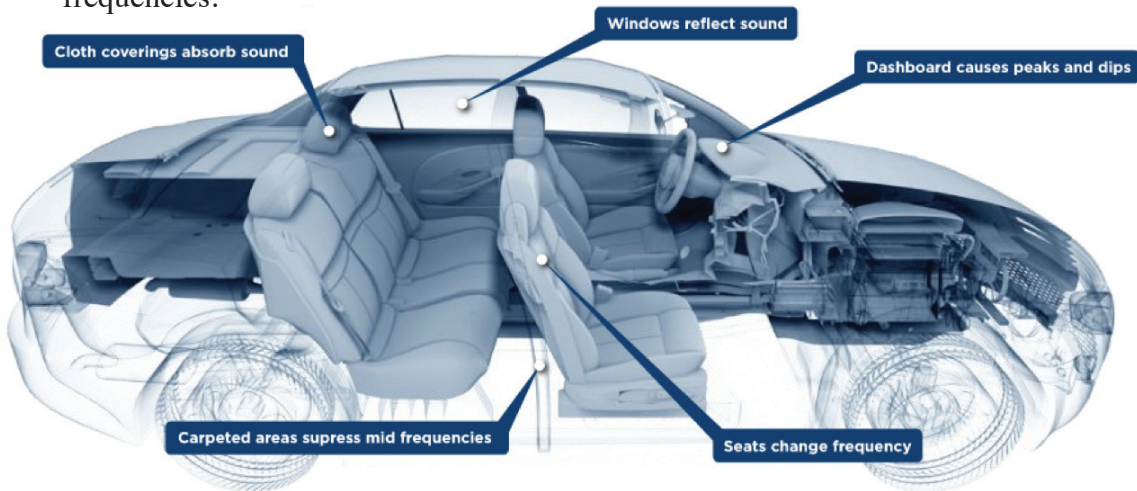 frequencies.
Windows reflect sound
Cloth coverings absorb sound
Dashboard causes peaks and dips
Carpeted areas supress mid frequencies
Seats change frequency